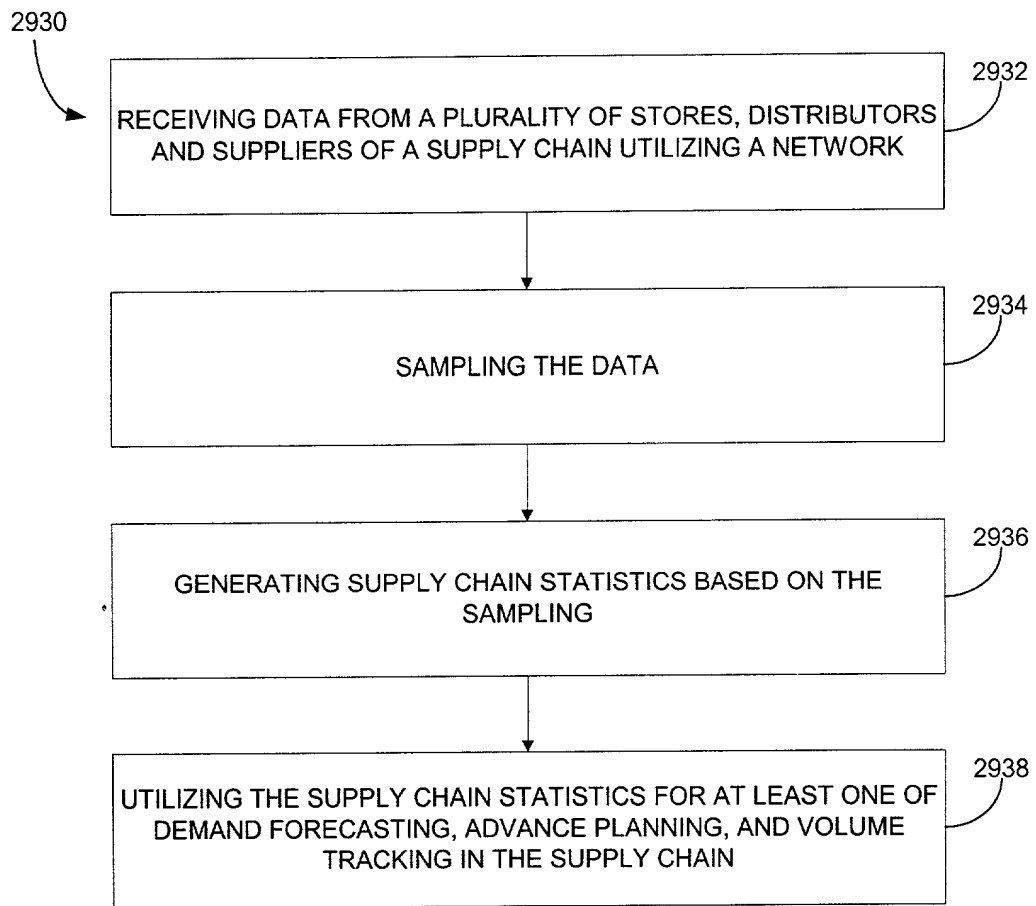 2930
2932
RECEIVING DATA FROM A PLURALITY OF STORES, DISTRIBUTORS
AND SUPPLIERS OF A SUPPLY CHAIN UTILIZING A NETWORK
2934
SAMPLING THE DATA
2936
GENERATING SUPPLY CHAIN STATISTICS BASED ON THE
SAMPLING
2938
UTILIZING THE SUPPLY CHAIN STATISTICS FOR AT LEAST ONE OF
DEMAND FORECASTING, ADVANCE PLANNING, AND VOLUME
TRACKING IN THE SUPPLY CHAIN